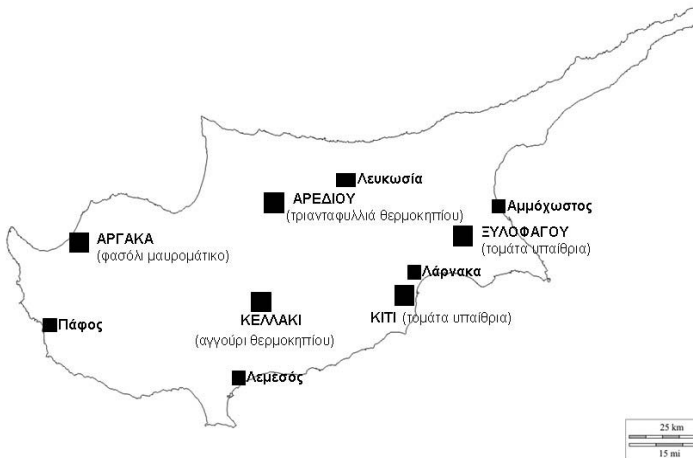 Λευκωσία
ΑΡΕΔΙΟΥ
(τριανταφυλλιά θερμοκηπίου)
Αμμόχωστος
ΑΡΓΑΚΑ
(φασόλι μαυρομάτικο)
ΞΥΛΟΦΑΓΟΥ
(τομάτα υπαίθρια)
Λάρνακα
ΚΙΤΙ (τομάτα υπαίθρια)
ΚΕΛΛΑΚΙ
(αγγούρι θερμοκηπίου)
Πάφος
Λεμεσός
25 km
15 mi